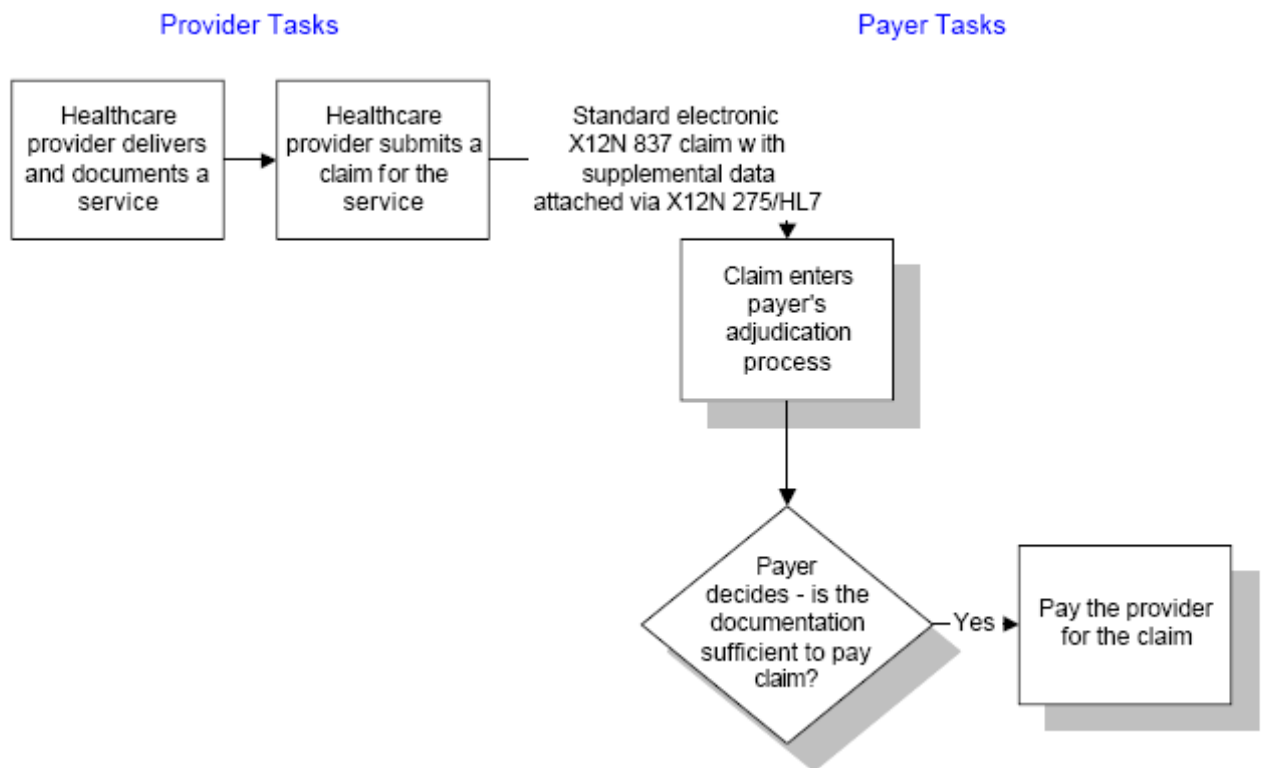 Provider Tasks
Payer Tasks
Healthcare
provider delivers
and documents a
service
Healthcare
provider submits a
claim for the
service
Standard electronic
X12N 837 claim with
supplemental data
attached via X12N 275/HL7
Claim enters
payer's
adjudication
process
Payer
decides - is the
documentation
sufficient to pay
claim?
Yes
Pay the provider
for the claim